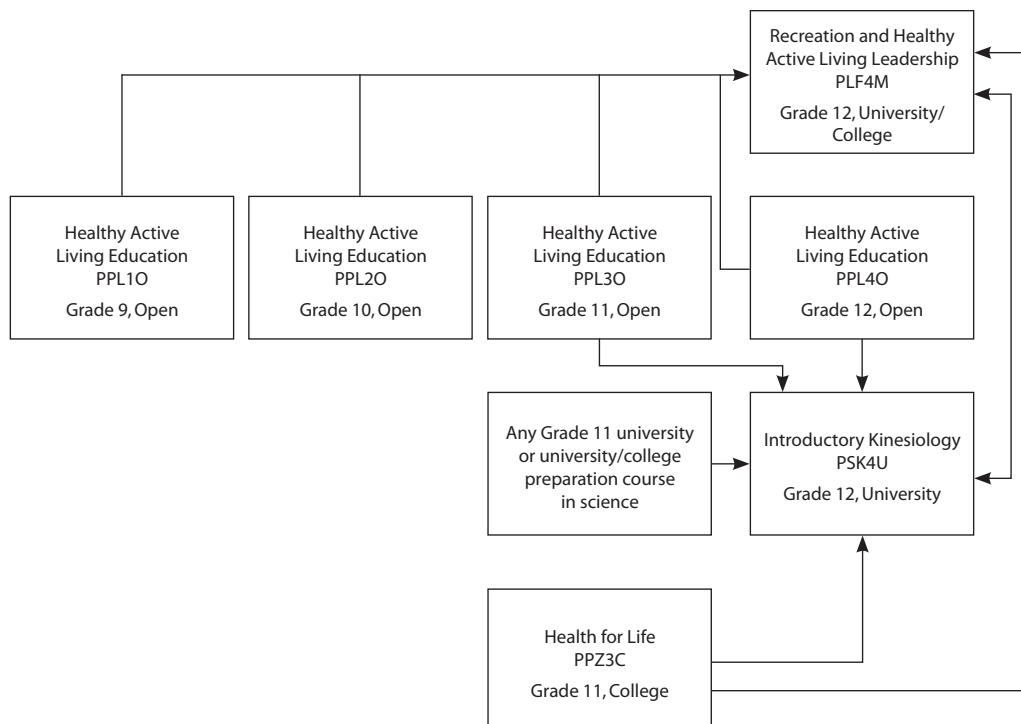 Recreation and Healthy
Active Living Leadership
PLF4M
Grade 12, University/
College
Healthy Active
Living Education
PPL1O
Grade 9, Open
Healthy Active
Living Education
PPL2O
Grade 10, Open
Healthy Active
Living Education
PPL3O
Grade 11, Open
Healthy Active
Living Education
PPL4O
Grade 12, Open
Any Grade 11 university
or university/college
preparation course
in science
Introductory Kinesiology
PSK4U
Grade 12, University
Health for Life
PPZ3C
Grade 11, College